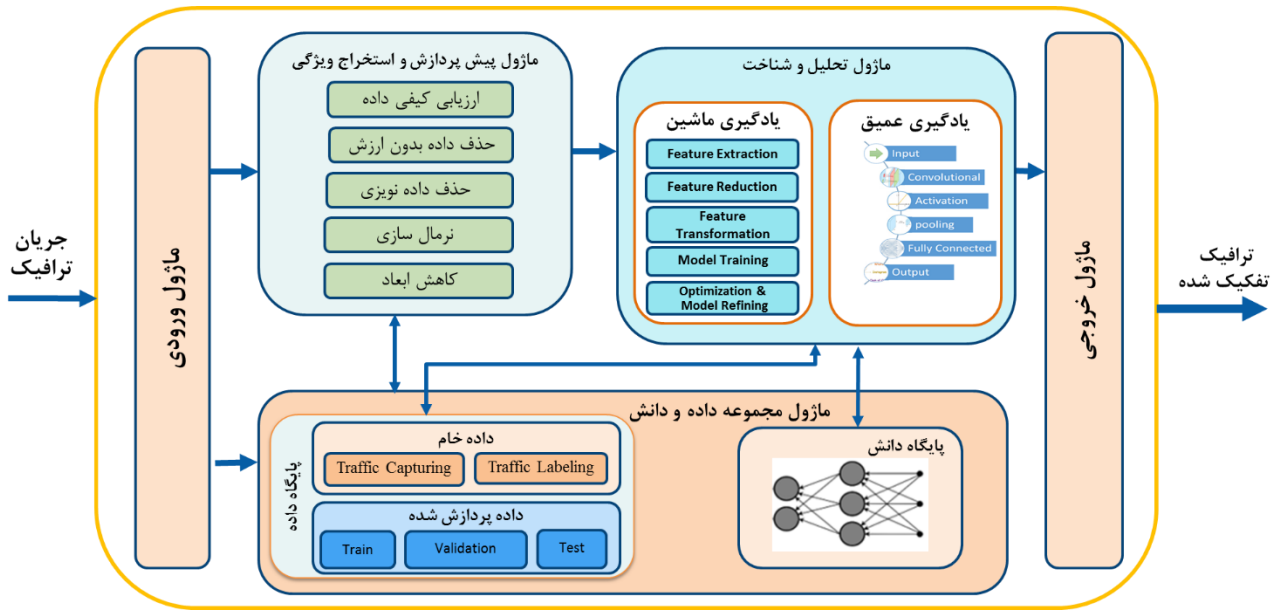 جریان
ترافیک
ماژول ورودی
ماژول پیش پردازش و استخراج ویژگی
ارزیابی کیفی داده
حذف داده بدون ارزش
حذف داده نویزی
نرمال سازی
کاهش ابعاد
ماژول تحلیل و شناخت
یادگیری ماشین
Feature Extraction
Feature Reduction
Feature
Transformation
Model Training
Optimization &
Model Refining
یادگیری عمیق
Input
Convolutional
Activation
pooling
Fully Connected
Output
ماژول مجموعه داده و دانش
پایگاه داده
داده خام
Traffic Capturing
Traffic Labeling
داده پردازش شده
Train
Validation
Test
پایگاه دانش
ماژول خروجی
ترافیک
تفکیک شده